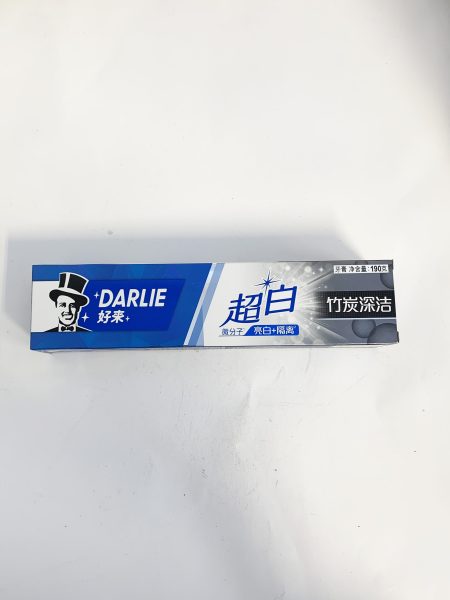 DARLIE
好来
超白
微分子 亮白+隔离
牙膏 净含量：190克
竹炭深洁